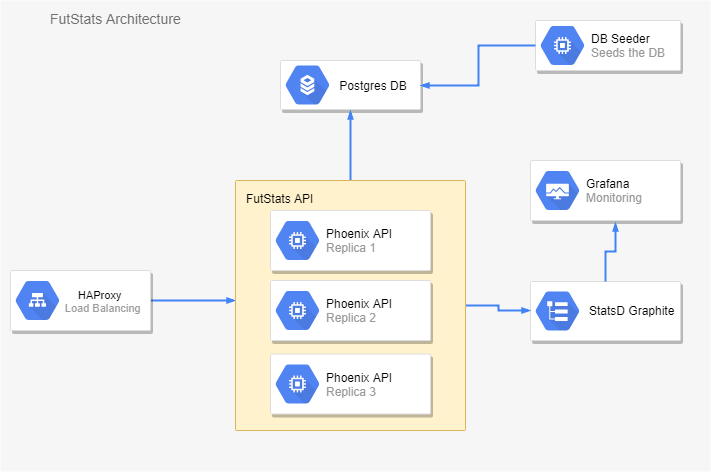 FutStats Architecture
DB Seeder
Seeds the DB
Postgres DB
Grafana
Monitoring
FutStats API
Phoenix API
Replica 1
HAProxy
Load Balancing
Phoenix API
Replica 2
StatsD Graphite
Phoenix API
Replica 3